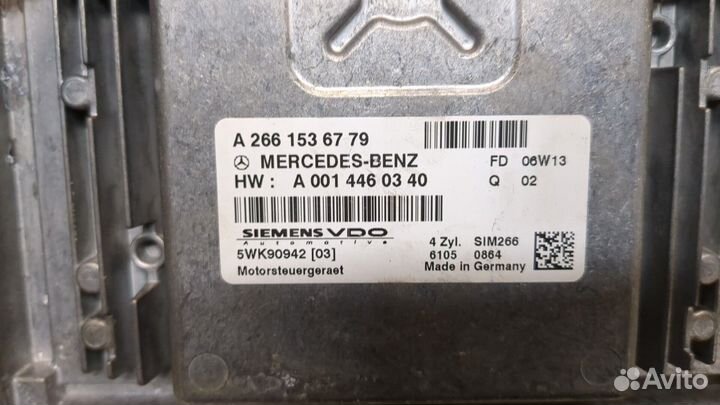 A 266 153 67 79
MERCEDES-BENZ FD 06W13
HW : A 001 446 03 40 Q 02
SIEMENS VDO
Automotive
4 Zyl. SIM266
5WK90942 [03] 6105 0864
Motorsteuergeraet Made in Germany
Avito